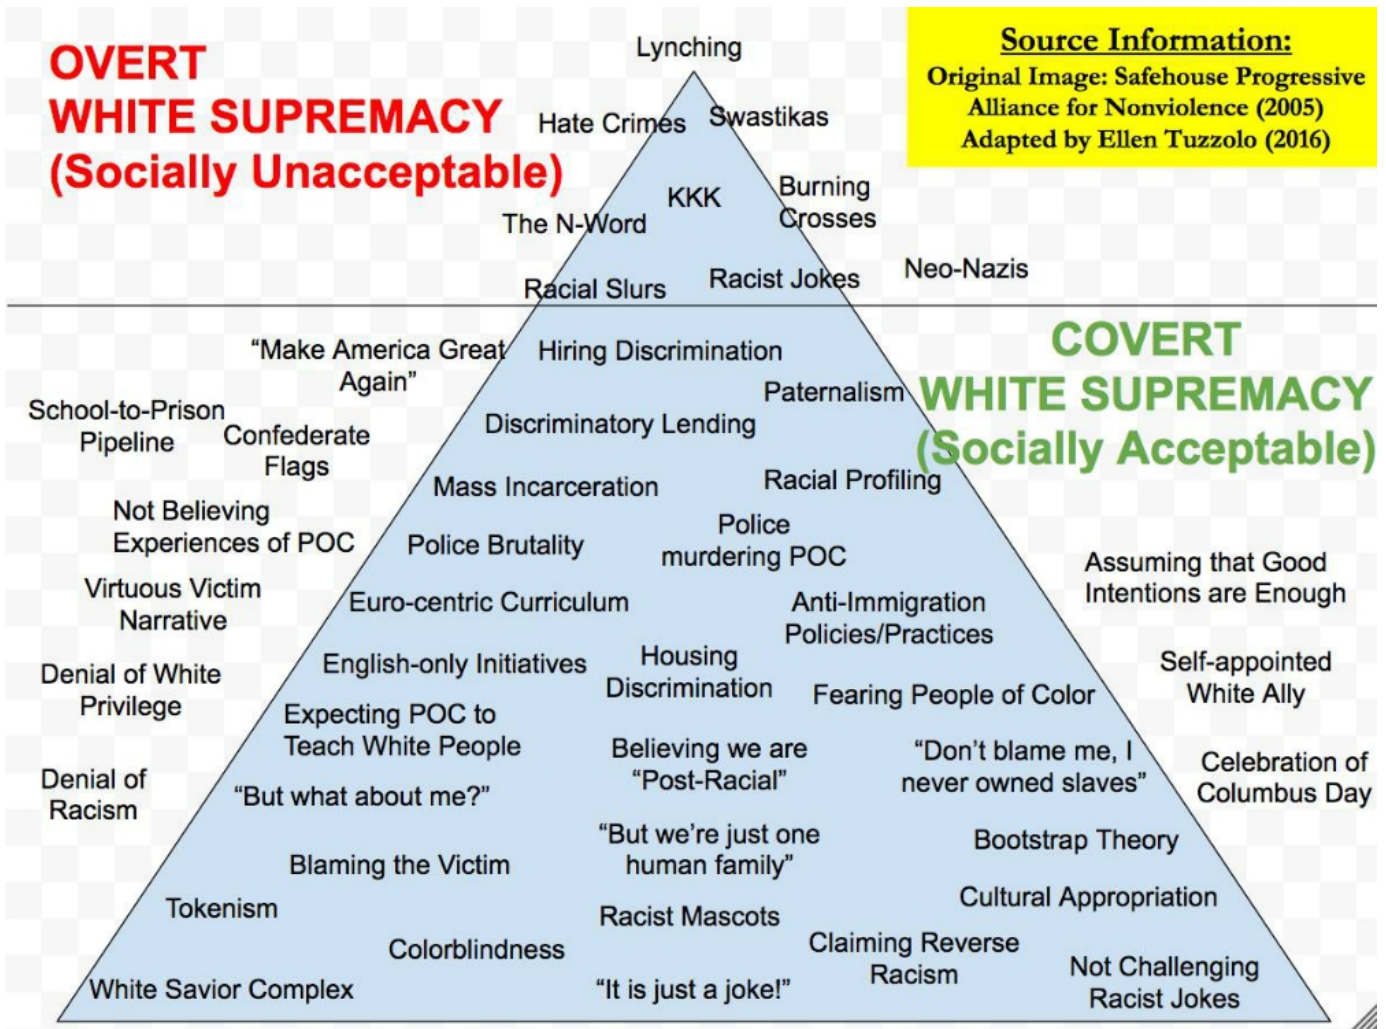 OVERT
WHITE SUPREMACY
(Socially Unacceptable)
Source Information:
Original Image: Safehouse Progressive
Alliance for Nonviolence (2005)
Adapted by Ellen Tuzzolo (2016)
Lynching
Hate Crimes
Swastikas
KKK
Burning
Crosses
The N-Word
Racial Slurs
Racist Jokes
Neo-Nazis
COVERT
WHITE SUPREMACY
(Socially Acceptable)
“Make America Great
Again”
Hiring Discrimination
Paternalism
School-to-Prison
Pipeline
Confederate
Flags
Discriminatory Lending
Mass Incarceration
Racial Profiling
Not Believing
Experiences of POC
Police Brutality
Police
murdering POC
Assuming that Good
Intentions are Enough
Virtuous Victim
Narrative
Euro-centric Curriculum
Anti-Immigration
Policies/Practices
English-only Initiatives
Housing
Discrimination
Self-appointed
White Ally
Denial of White
Privilege
Fearing People of Color
Expecting POC to
Teach White People
Believing we are
“Post-Racial”
“Don’t blame me, I
never owned slaves”
Celebration of
Columbus Day
Denial of
Racism
“But what about me?”
“But we’re just one
human family”
Bootstrap Theory
Blaming the Victim
Cultural Appropriation
Tokenism
Racist Mascots
Colorblindness
Claiming Reverse
Racism
Not Challenging
Racist Jokes
White Savior Complex
“It is just a joke!”